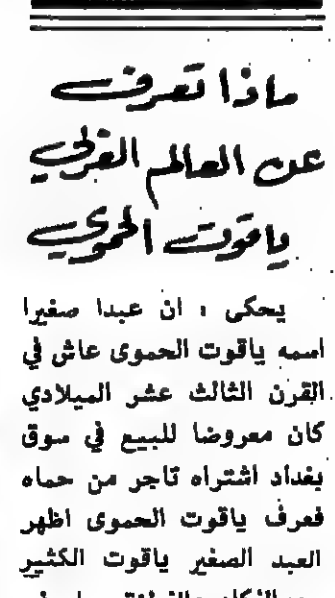 ماذا تعرف
عن العالم العربي
ياقوت الحموي
يحكى ، ان عبدا صغيرا
اسمه ياقوت الحموى عاش في
القرن الثالث عشر الميلادي
كان معروضا للبيع في سوق
بغداد اشتراه تاجر من حماه
فعرف ياقوت الحموى اظهر
العبد الصغير ياقوت الكثير